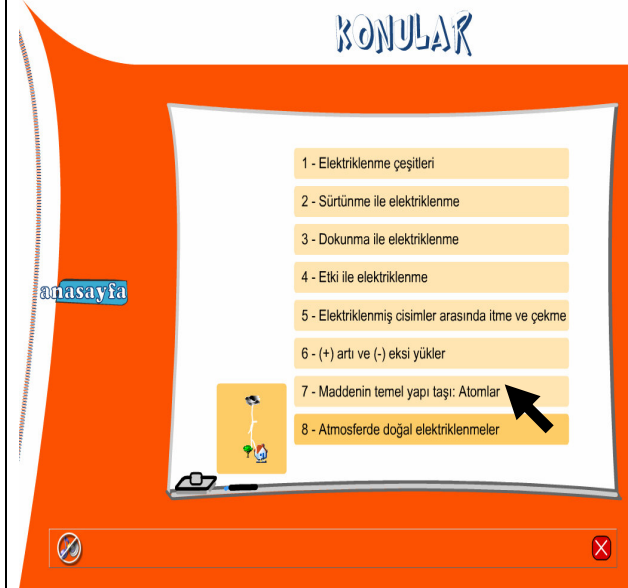 KONULAR
1 - Elektriklenme çeşitleri
2 - Sürtünme ile elektriklenme
3 - Dokunma ile elektriklenme
4 - Etki ile elektriklenme
anasayfa
5 - Elektriklenmiş cisimler arasında itme ve çekme
6 - (+) artı ve (-) eksi yükler
7 - Maddenin temel yapı taşı: Atomlar
8 - Atmosferde doğal elektriklenmeler